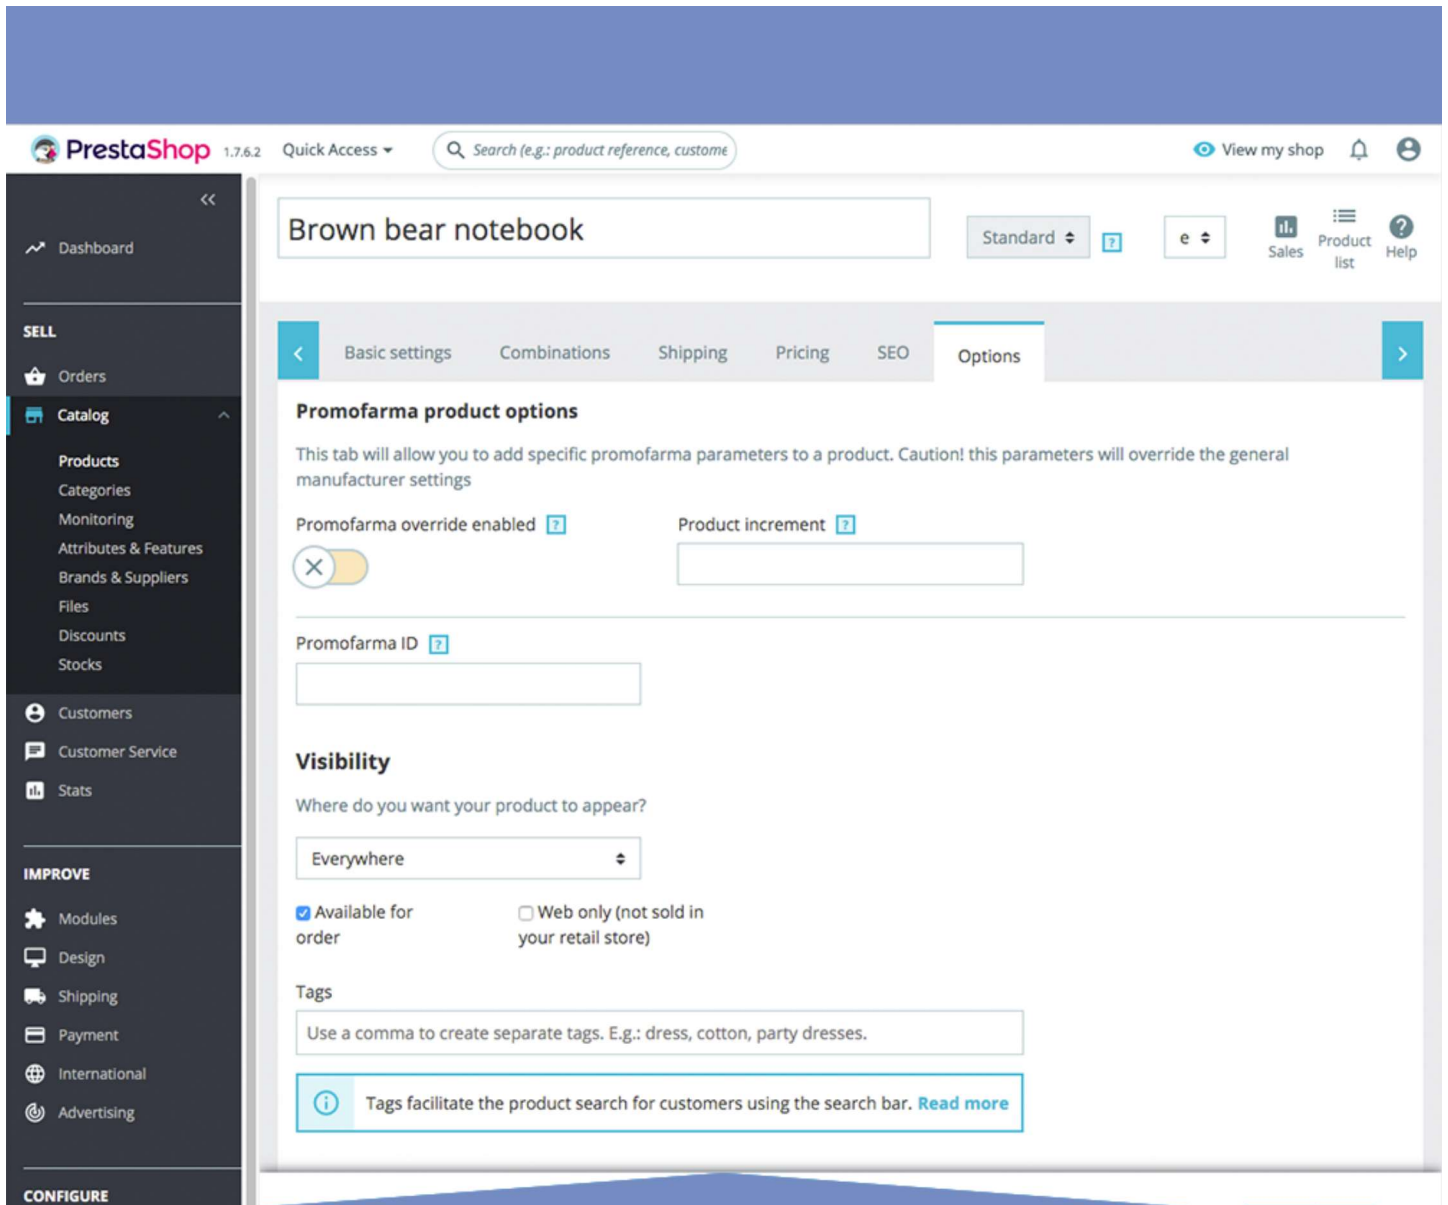 PrestaShop 1.7.6.2 Quick Access Search (e.g.: product reference, custome View my shop
Brown bear notebook Standard ? e Sales Product list ? Help
Dashboard
SELL
Orders
Catalog
Products
Categories
Monitoring
Attributes & Features
Brands & Suppliers
Files
Discounts
Stocks
Customers
Customer Service
Stats
IMPROVE
Modules
Design
Shipping
Payment
International
Advertising
CONFIGURE
Basic settings Combinations Shipping Pricing SEO Options
Promofarma product options
This tab will allow you to add specific promofarma parameters to a product. Caution! this parameters will override the general
manufacturer settings
Promofarma override enabled ? Product increment ?
Promofarma ID ?
Visibility
Where do you want your product to appear?
Everywhere
Available for
order
Web only (not sold in
your retail store)
Tags
Use a comma to create separate tags. E.g.: dress, cotton, party dresses.
Tags facilitate the product search for customers using the search bar. Read more